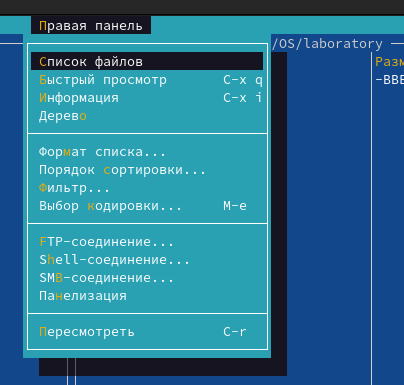 Правая панель
/OS/laboratory
Список файлов
Разм
Быстрый просмотр C-x q
-ВВЕ
Информация C-x i
Дерево
Формат списка...
Порядок сортировки...
Фильтр...
Выбор кодировки... M-e
FTP-соединение...
Shell-соединение...
SMB-соединение...
Панелизация
Пересмотреть C-r